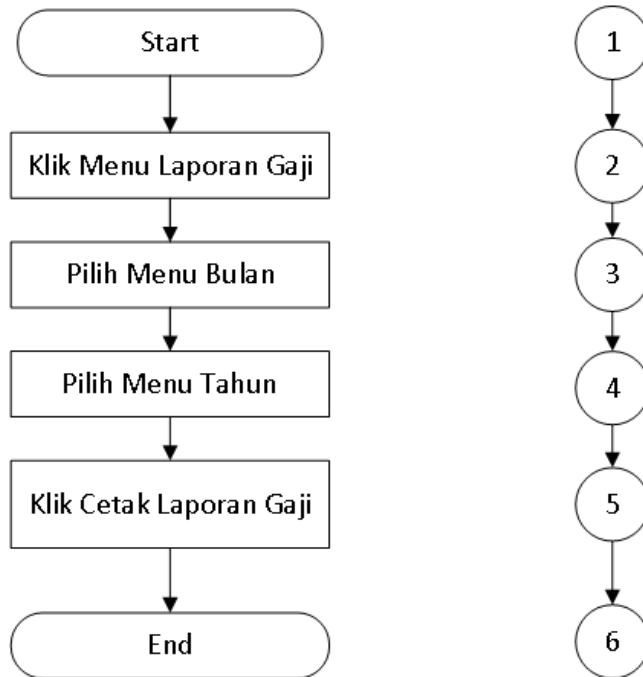 Start
1
Klik Menu Laporan Gaji
2
Pilih Menu Bulan
3
Pilih Menu Tahun
4
Klik Cetak Laporan Gaji
5
End
6